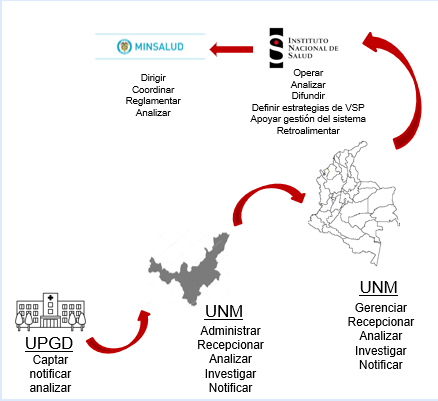 MINSALUD
Dirigir
Coordinar
Reglamentar
Analizar
INSTITUTO
NACIONAL DE
SALUD
Operar
Analizar
Difundir
Definir estrategias de VSP
Apoyar gestión del sistema
Retroalimentar
UPGD
Captar
notificar
analizar
UNM
Administrar
Recepcionar
Analizar
Investigar
Notificar
UNM
Gerenciar
Recepcionar
Analizar
Investigar
Notificar